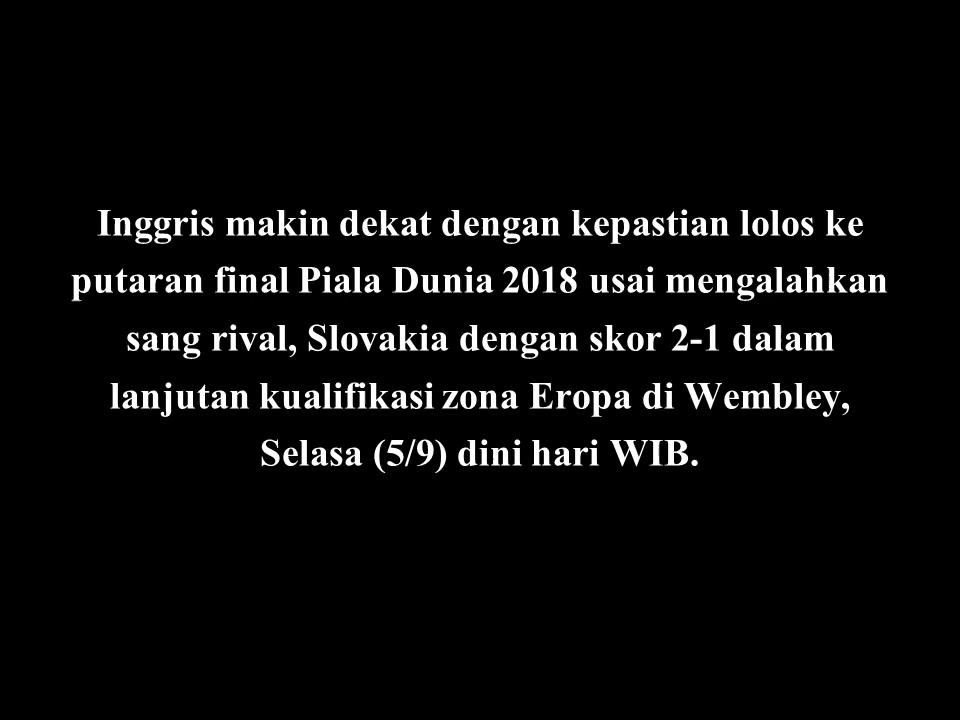 Inggris makin dekat dengan kepastian lolos ke
putaran final Piala Dunia 2018 usai mengalahkan
sang rival, Slovakia dengan skor 2-1 dalam
lanjutan kualifikasi zona Eropa di Wembley,
Selasa (5/9) dini hari WIB.